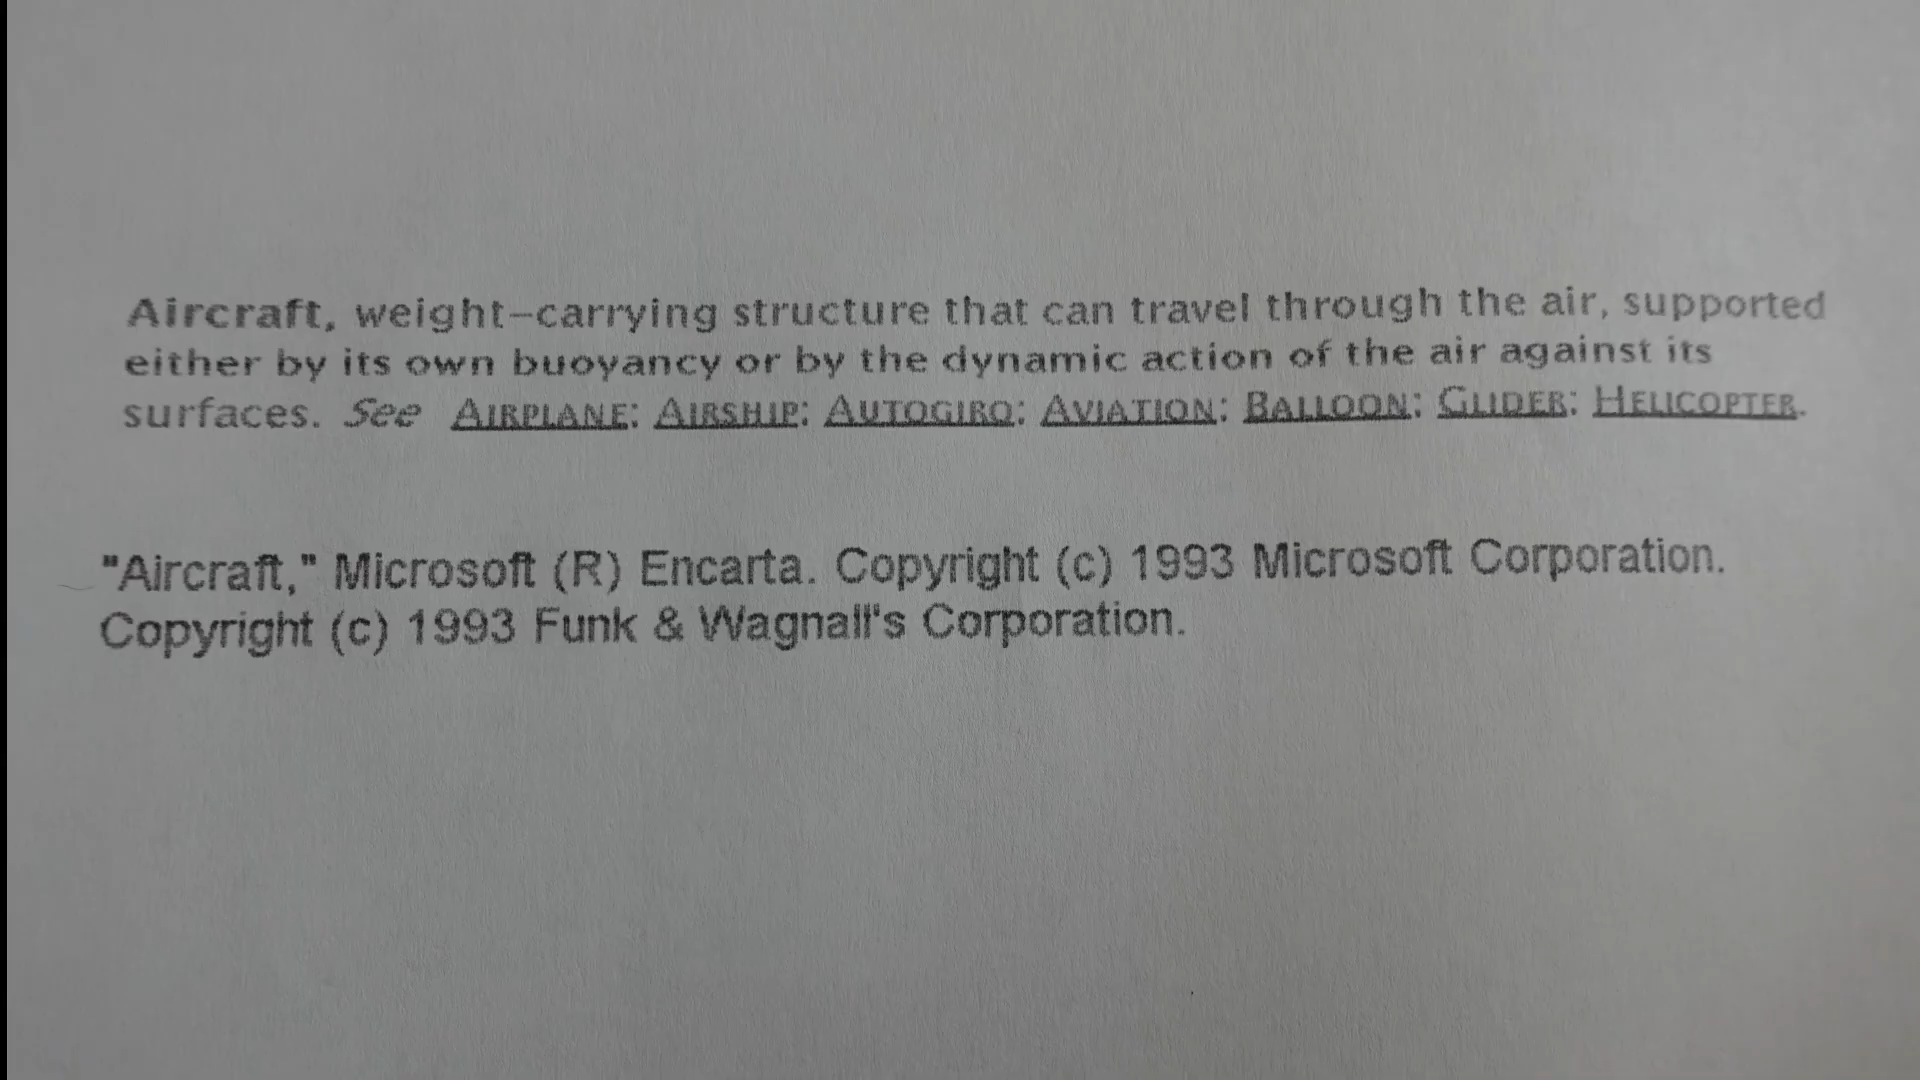 Aircraft, weight-carrying structure that can travel through the air, supported
either by its own buoyancy or by the dynamic action of the air against its
surfaces. See AIRPLANE; AIRSHIP; AUTOGIRO; AVIATION; BALLOON; GLIDER; HELICOPTER.
"Aircraft," Microsoft (R) Encarta. Copyright (c) 1993 Microsoft Corporation.
Copyright (c) 1993 Funk & Wagnall's Corporation.